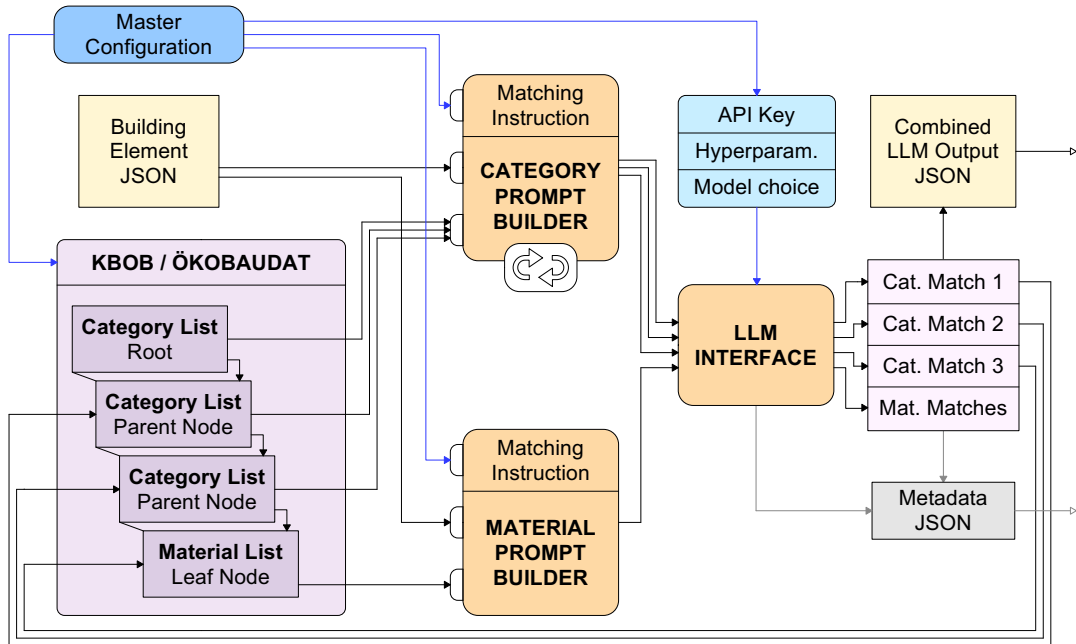 Master
Configuration
Building
Element
JSON
KBOB / ÖKOBAUDAT
Category List
Root
Category List
Parent Node
Category List
Parent Node
Material List
Leaf Node
Matching
Instruction
CATEGORY
PROMPT
BUILDER
Matching
Instruction
MATERIAL
PROMPT
BUILDER
API Key
Hyperparam.
Model choice
LLM
INTERFACE
Combined
LLM Output
JSON
Cat. Match 1
Cat. Match 2
Cat. Match 3
Mat. Matches
Metadata
JSON